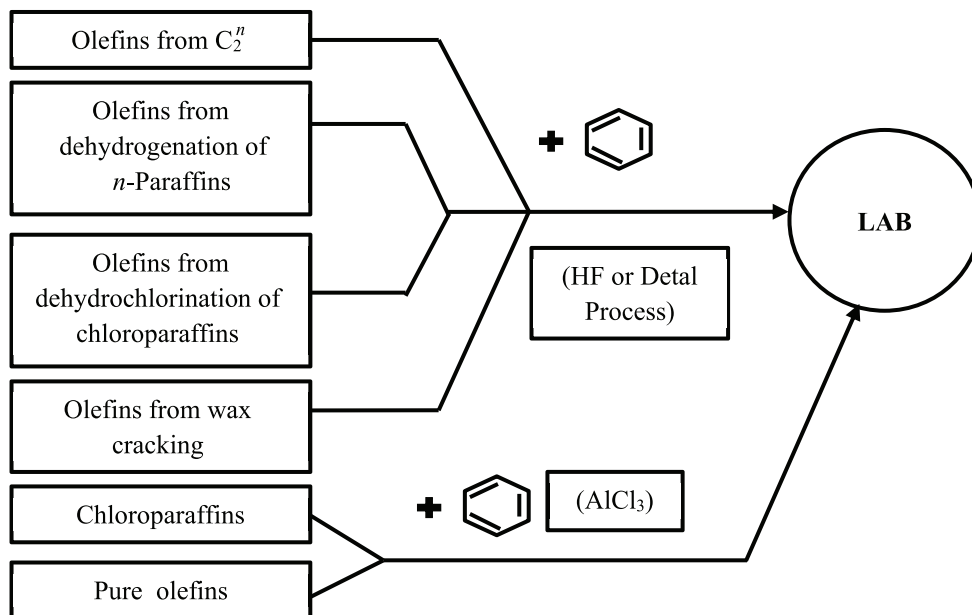 Olefins from C₂ⁿ
Olefins from
dehydrogenation of
n-Paraffins
Olefins from
dehydrochlorination of
chloroparaffins
Olefins from wax
cracking
Chloroparaffins
Pure olefins
+
(HF or Detal
Process)
+
(AlCl₃)
LAB